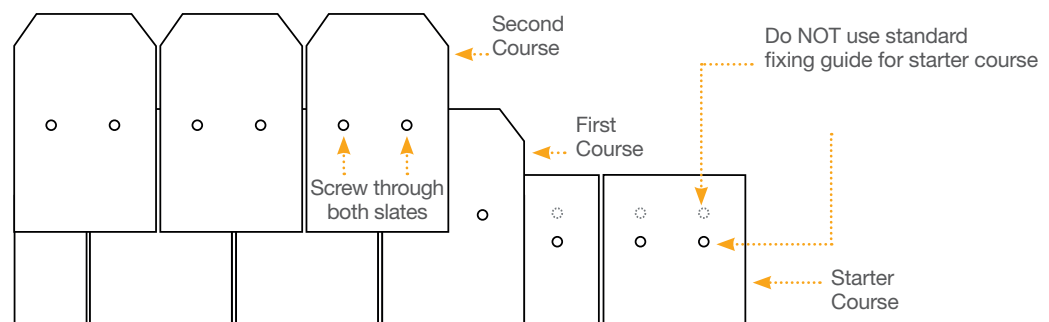 Second
Course
Do NOT use standard
fixing guide for starter course
First
Course
Screw through
both slates
Starter
Course